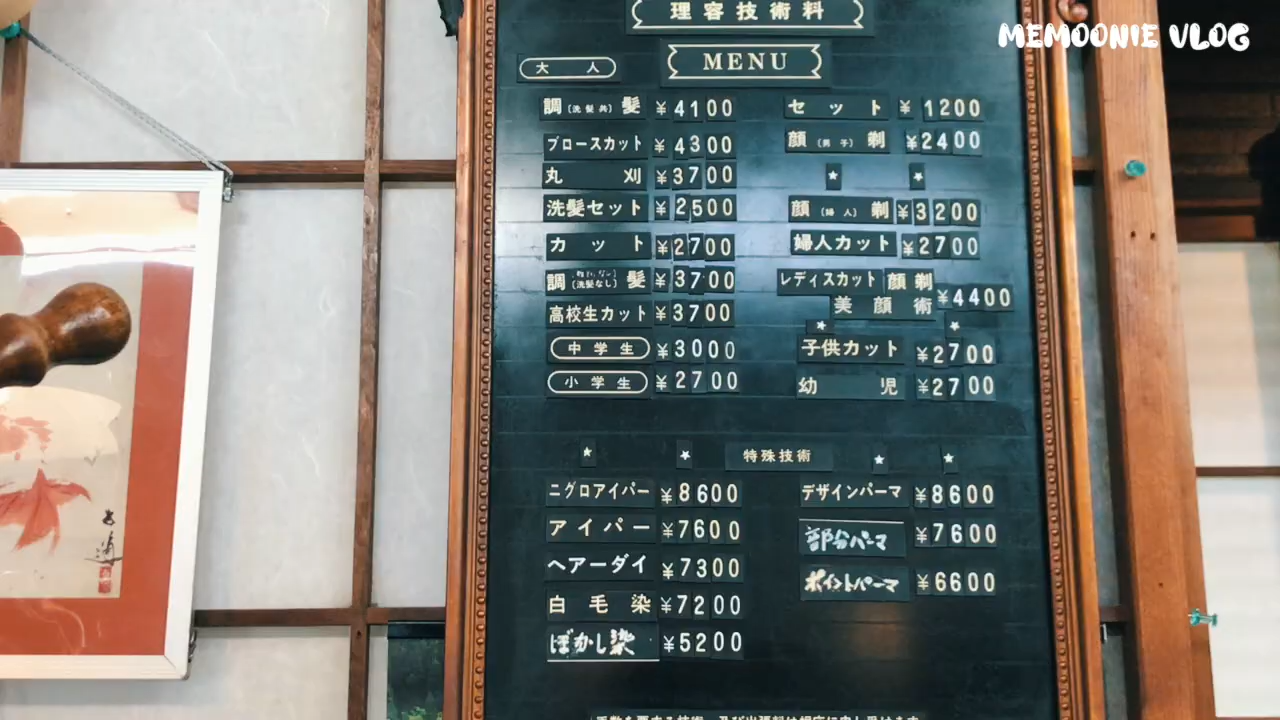 MEMOONIE VLOG
理容技術料
MENU
大人
調(洗髪共)髪 ¥4100
ブロースカット ¥4300
丸刈 ¥3700
洗髪セット ¥2500
カット ¥2700
調(洗髪なし)髪 ¥3700
高校生カット ¥3700
中学生 ¥3000
小学生 ¥2700
セット ¥1200
顔(男子)剃 ¥2400
★ ★
顔(婦人)剃 ¥3200
婦人カット ¥2700
レディスカット 顔剃
美顔術 ¥4400
★ ★
子供カット ¥2700
幼児 ¥2700
★ ★ 特殊技術 ★ ★
ニグロアイパー ¥8600
アイパー ¥7600
ヘアーダイ ¥7300
白毛染 ¥7200
ぼかし染 ¥5200
デザインパーマ ¥8600
部分パーマ ¥7600
ポイントパーマ ¥6600